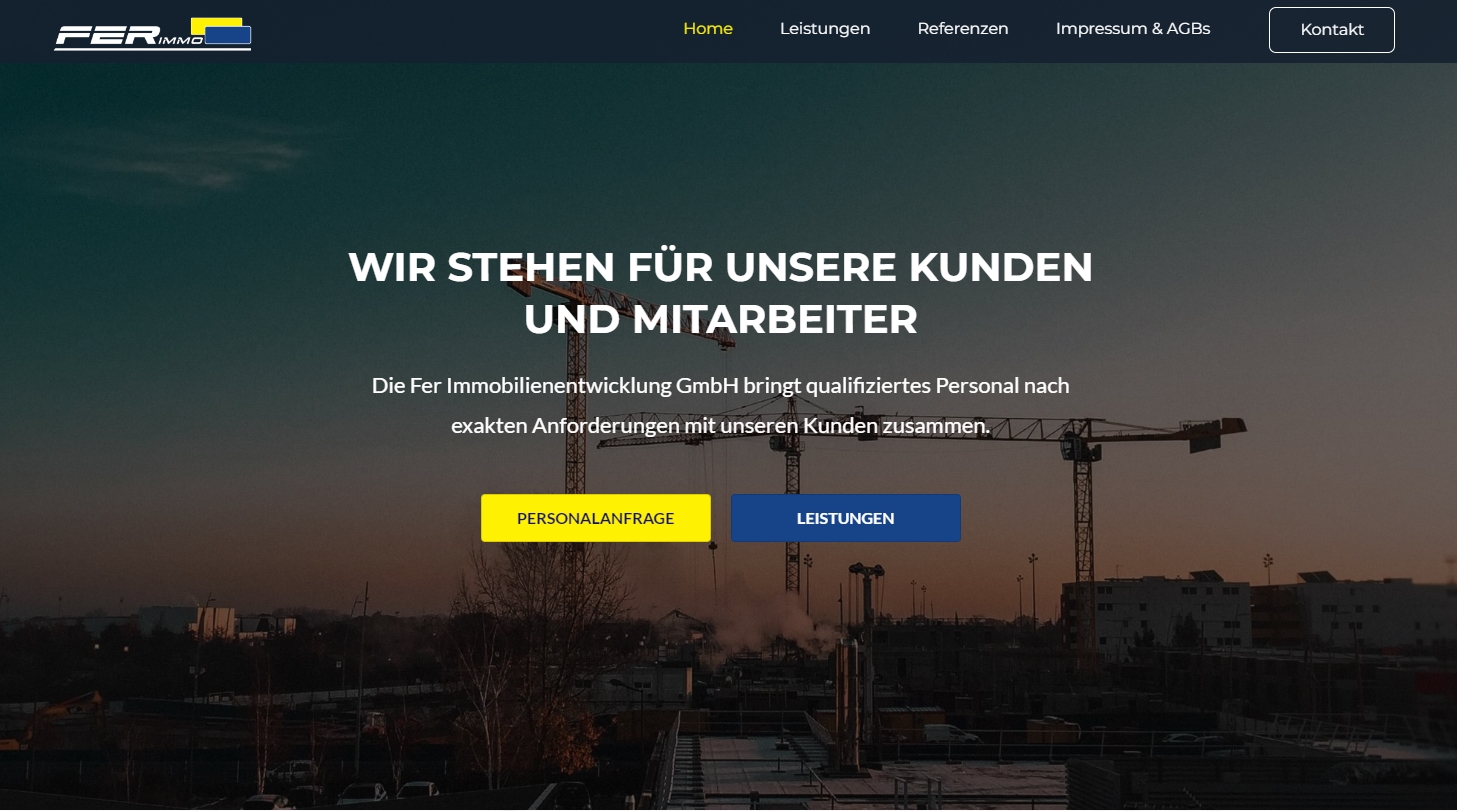 FER IMMO
Home Leistungen Referenzen Impressum & AGBs Kontakt
WIR STEHEN FÜR UNSERE KUNDEN
UND MITARBEITER
Die Fer Immobilienentwicklung GmbH bringt qualifiziertes Personal nach
exakten Anforderungen mit unseren Kunden zusammen.
PERSONALANFRAGE LEISTUNGEN